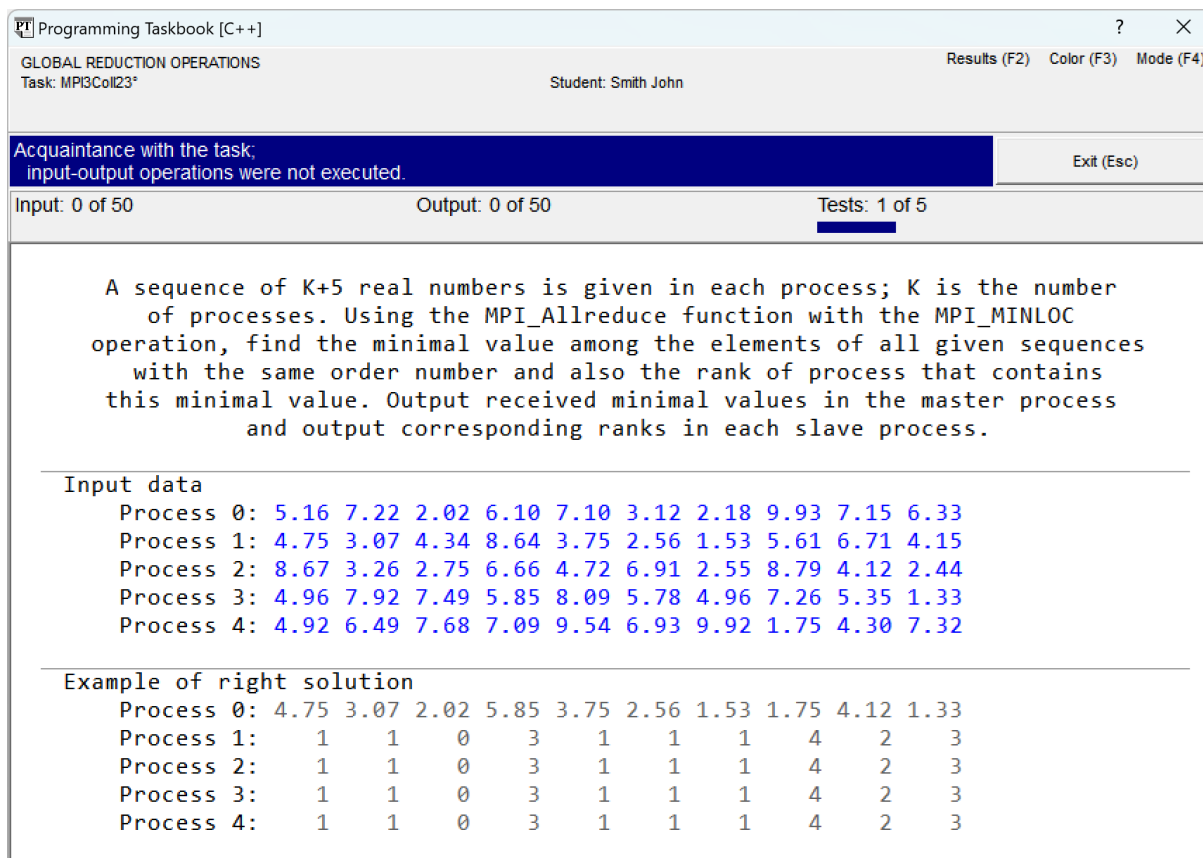 PT Programming Taskbook [C++] ? ×
GLOBAL REDUCTION OPERATIONS Results (F2) Color (F3) Mode (F4)
Task: MPI3Coll23° Student: Smith John
Acquaintance with the task;
input-output operations were not executed.
Exit (Esc)
Input: 0 of 50 Output: 0 of 50 Tests: 1 of 5
A sequence of K+5 real numbers is given in each process; K is the number
of processes. Using the MPI_Allreduce function with the MPI_MINLOC
operation, find the minimal value among the elements of all given sequences
with the same order number and also the rank of process that contains
this minimal value. Output received minimal values in the master process
and output corresponding ranks in each slave process.
Input data
Process 0: 5.16 7.22 2.02 6.10 7.10 3.12 2.18 9.93 7.15 6.33
Process 1: 4.75 3.07 4.34 8.64 3.75 2.56 1.53 5.61 6.71 4.15
Process 2: 8.67 3.26 2.75 6.66 4.72 6.91 2.55 8.79 4.12 2.44
Process 3: 4.96 7.92 7.49 5.85 8.09 5.78 4.96 7.26 5.35 1.33
Process 4: 4.92 6.49 7.68 7.09 9.54 6.93 9.92 1.75 4.30 7.32
Example of right solution
Process 0: 4.75 3.07 2.02 5.85 3.75 2.56 1.53 1.75 4.12 1.33
Process 1: 1 1 0 3 1 1 1 4 2 3
Process 2: 1 1 0 3 1 1 1 4 2 3
Process 3: 1 1 0 3 1 1 1 4 2 3
Process 4: 1 1 0 3 1 1 1 4 2 3